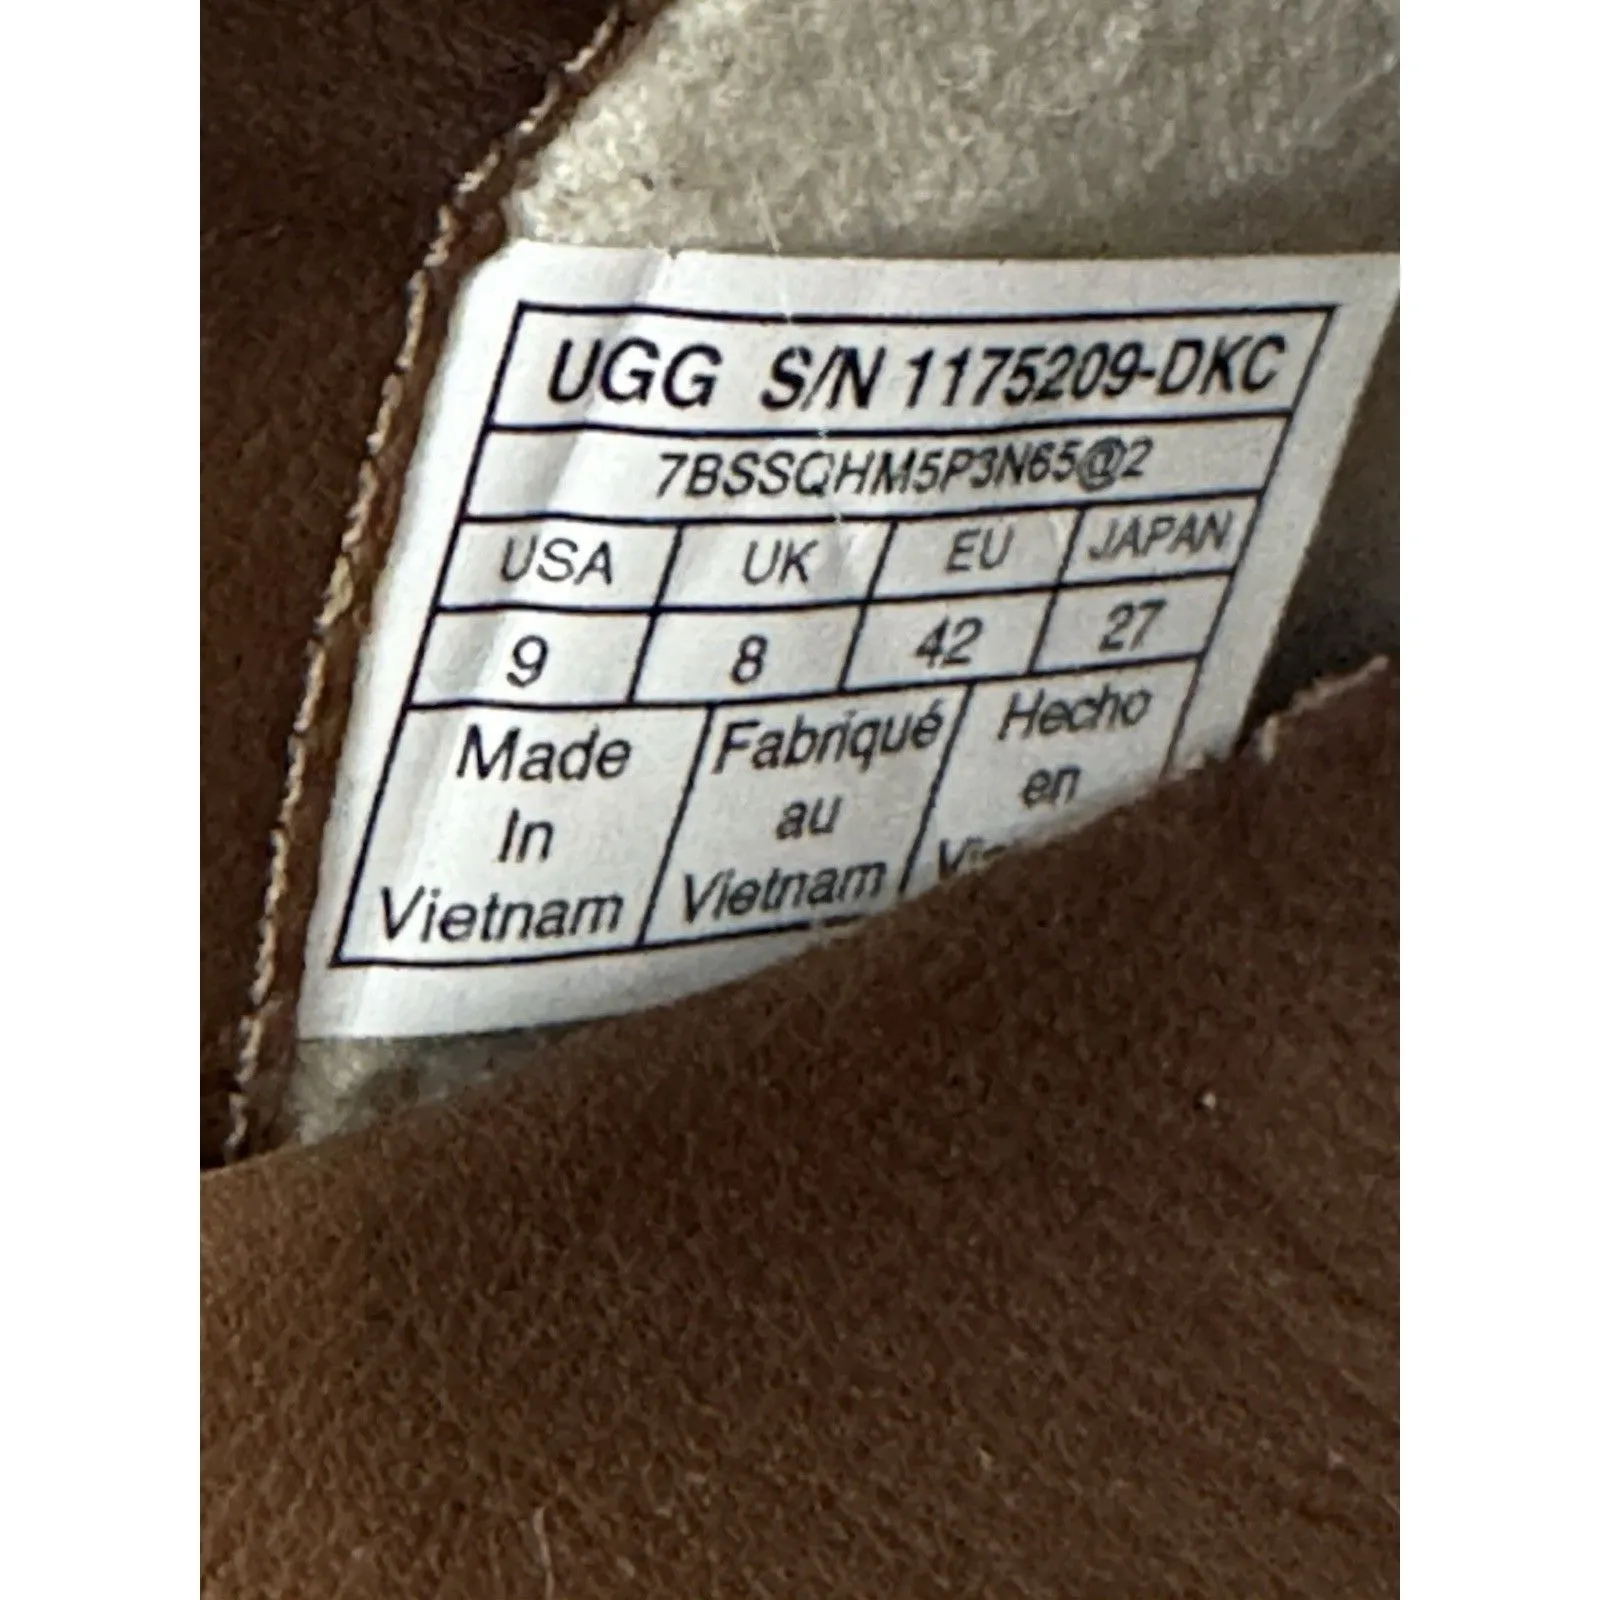 UGG S/N 1175209-DKC
7BSSQHM5P3N65@2
USA UK EU JAPAN
9 8 42 27
Made
In
Vietnam
Fabriqué
au
Vietnam
Hecho
en